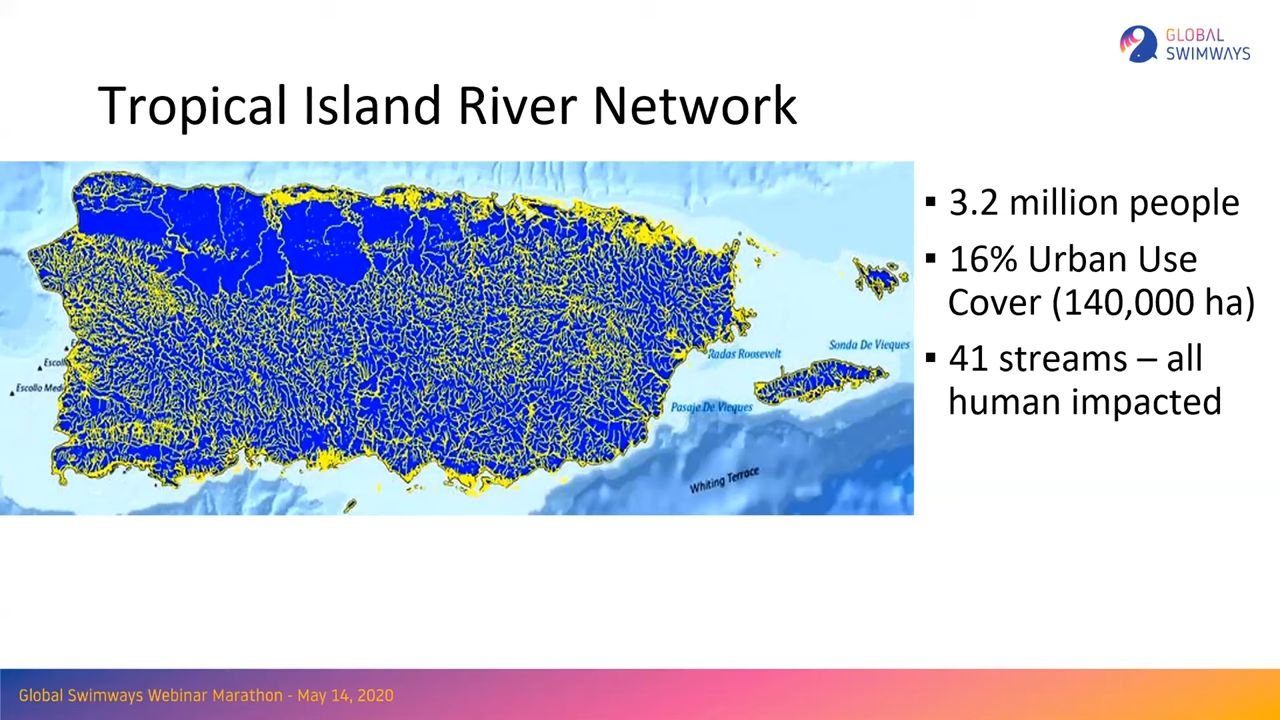 GLOBAL
SWIMWAYS
Tropical Island River Network
▪ 3.2 million people
▪ 16% Urban Use
Cover (140,000 ha)
▪ 41 streams – all
human impacted
Sonda De Vieques
Radas Roosevelt
Pasaje De Vieques
Whiting Terrace
Escollo Medi
Global Swimways Webinar Marathon - May 14, 2020